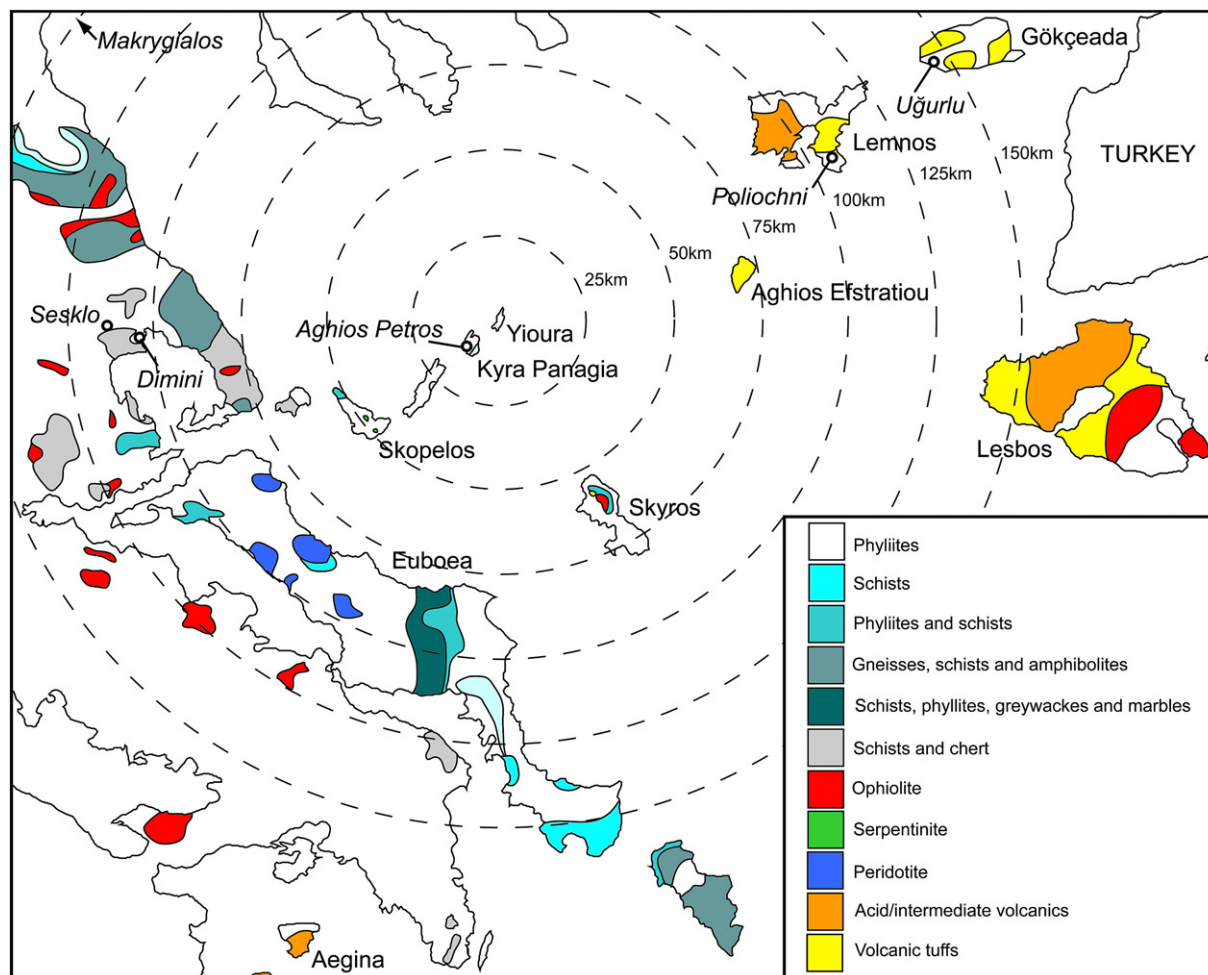 Makrygialos
Gökçeada
Uğurlu
Lemnos
TURKEY
150km
125km
Poliochni
100km
75km
50km
25km
Aghios Efstratiou
Sesklo
Aghios Petros
Yioura
Kyra Panagia
Dimini
Skopelos
Lesbos
Skyros
Euboea
Aegina
Phyliites
Schists
Phyliites and schists
Gneisses, schists and amphibolites
Schists, phyllites, greywackes and marbles
Schists and chert
Ophiolite
Serpentinite
Peridotite
Acid/intermediate volcanics
Volcanic tuffs